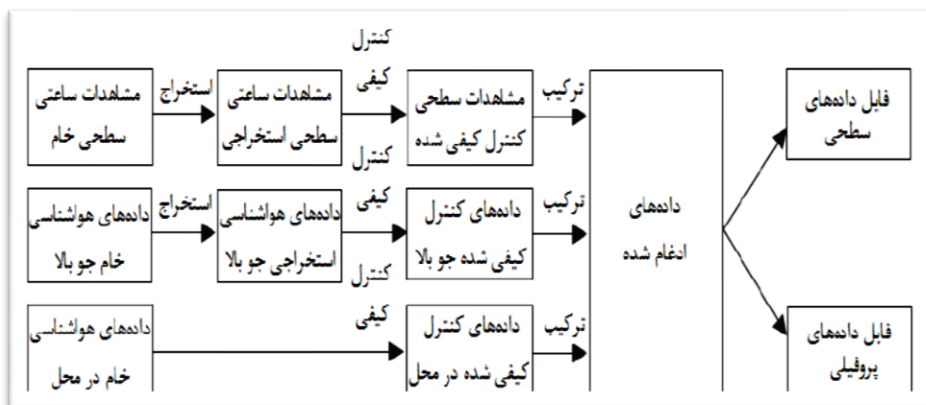 کنترل
کیفی
مشاهدات ساعتی
سطحی خام
استخراج
مشاهدات ساعتی
سطحی استخراجی
مشاهدات سطحی
کنترل کیفی شده
ترکیب
فایل داده‌های
سطحی
کنترل
کیفی
داده‌های هواشناسی
خام جو بالا
استخراج
داده‌های هواشناسی
استخراجی جو بالا
داده‌های کنترل
کیفی شده جو بالا
ترکیب
داده‌های
ادغام شده
کنترل
کیفی
داده‌های هواشناسی
خام در محل
داده‌های کنترل
کیفی شده در محل
ترکیب
فایل داده‌های
پروفیلی